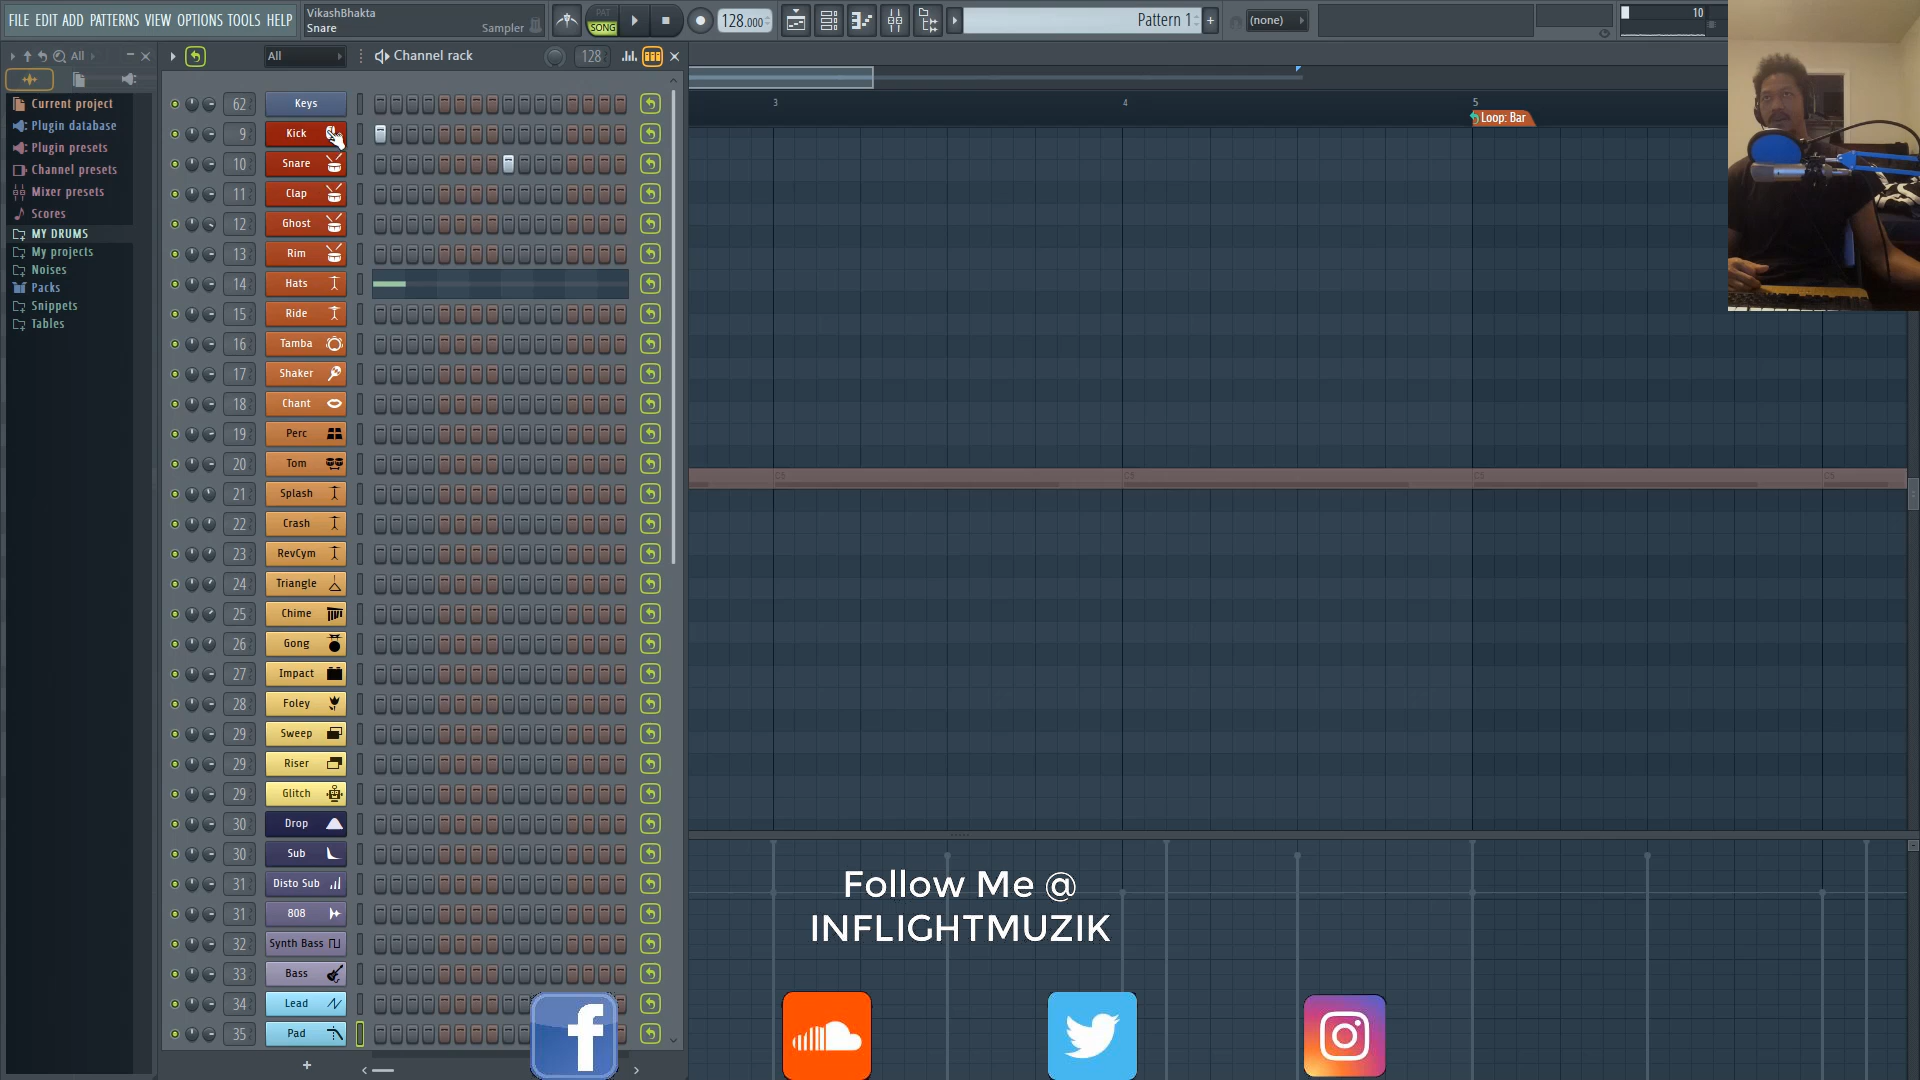 FILE EDIT ADD PATTERNS VIEW OPTIONS TOOLS HELP
VikashBhakta
Snare
Sampler
PAT
SONG
128.000
Pattern 1
+
(none)
10
All
All
Channel rack
128
Current project
Plugin database
Plugin presets
Channel presets
Mixer presets
Scores
MY DRUMS
My projects
Noises
Packs
Snippets
Tables
62 Keys
9 Kick
10 Snare
11 Clap
12 Ghost
13 Rim
14 Hats
15 Ride
16 Tamba
17 Shaker
18 Chant
19 Perc
20 Tom
21 Splash
22 Crash
23 RevCym
24 Triangle
25 Chime
26 Gong
27 Impact
28 Foley
29 Sweep
29 Riser
29 Glitch
30 Drop
30 Sub
31 Disto Sub
31 808
32 Synth Bass
33 Bass
34 Lead
35 Pad
+
3 4 5
Loop: Bar
C5 C5 C5 C5
Follow Me @
INFLIGHTMUZIK
f